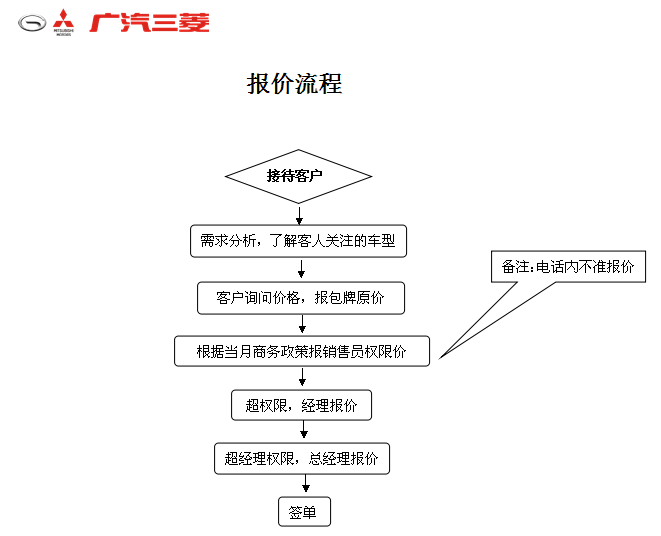 MITSUBISHI
MOTORS
广汽三菱
报价流程
接待客户
需求分析，了解客人关注的车型
备注:电话内不准报价
客户询问价格，报包牌原价
根据当月商务政策报销售员权限价
超权限，经理报价
超经理权限，总经理报价
签单